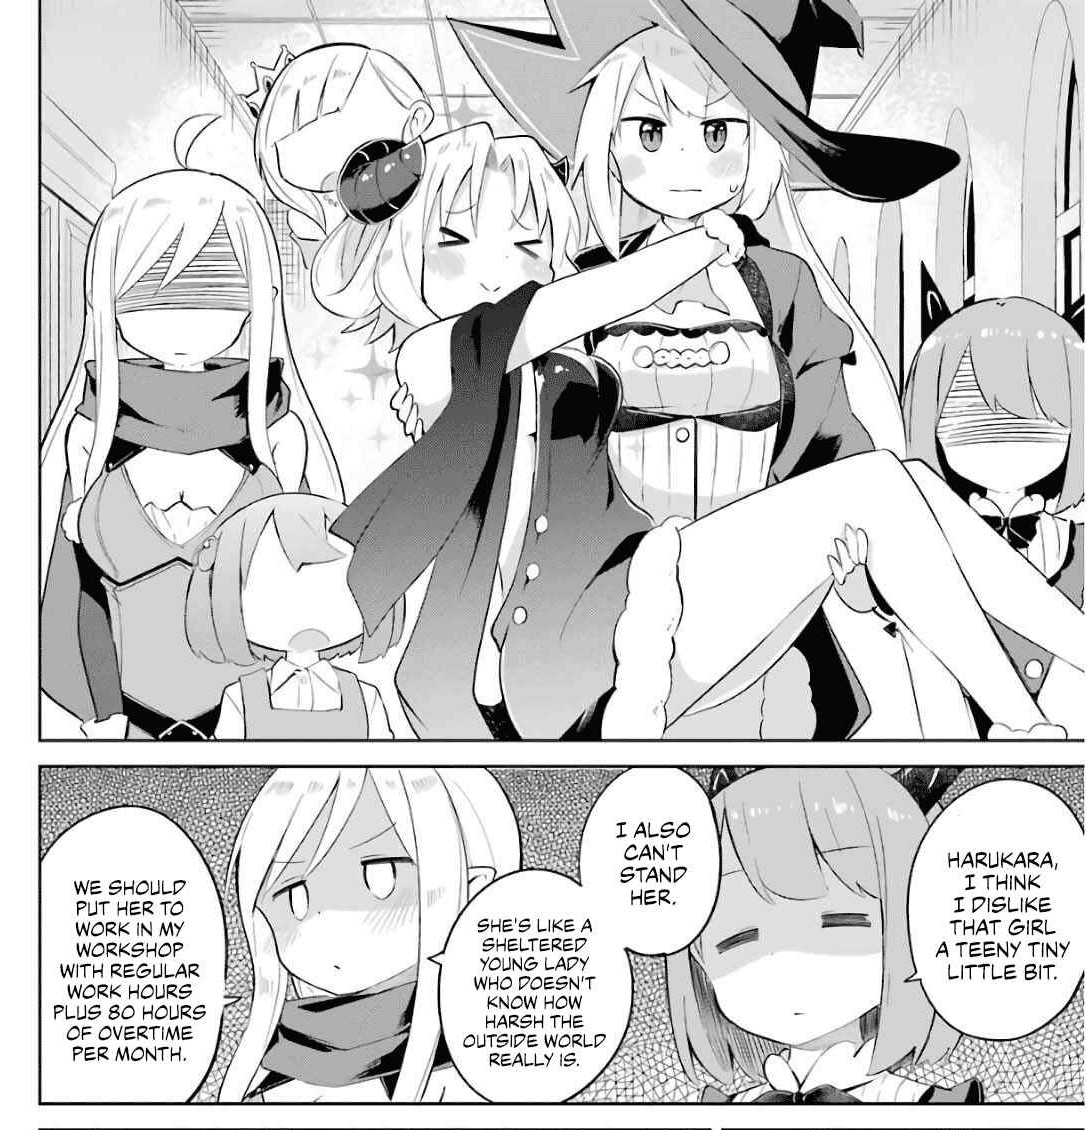 HARUKARA,
I THINK
I DISLIKE
THAT GIRL
A TEENY TINY
LITTLE BIT.
I ALSO
CAN'T
STAND
HER.
SHE'S LIKE A
SHELTERED
YOUNG LADY
WHO DOESN'T
KNOW HOW
HARSH THE
OUTSIDE WORLD
REALLY IS.
WE SHOULD
PUT HER TO
WORK IN MY
WORKSHOP
WITH REGULAR
WORK HOURS
PLUS 80 HOURS
OF OVERTIME
PER MONTH.